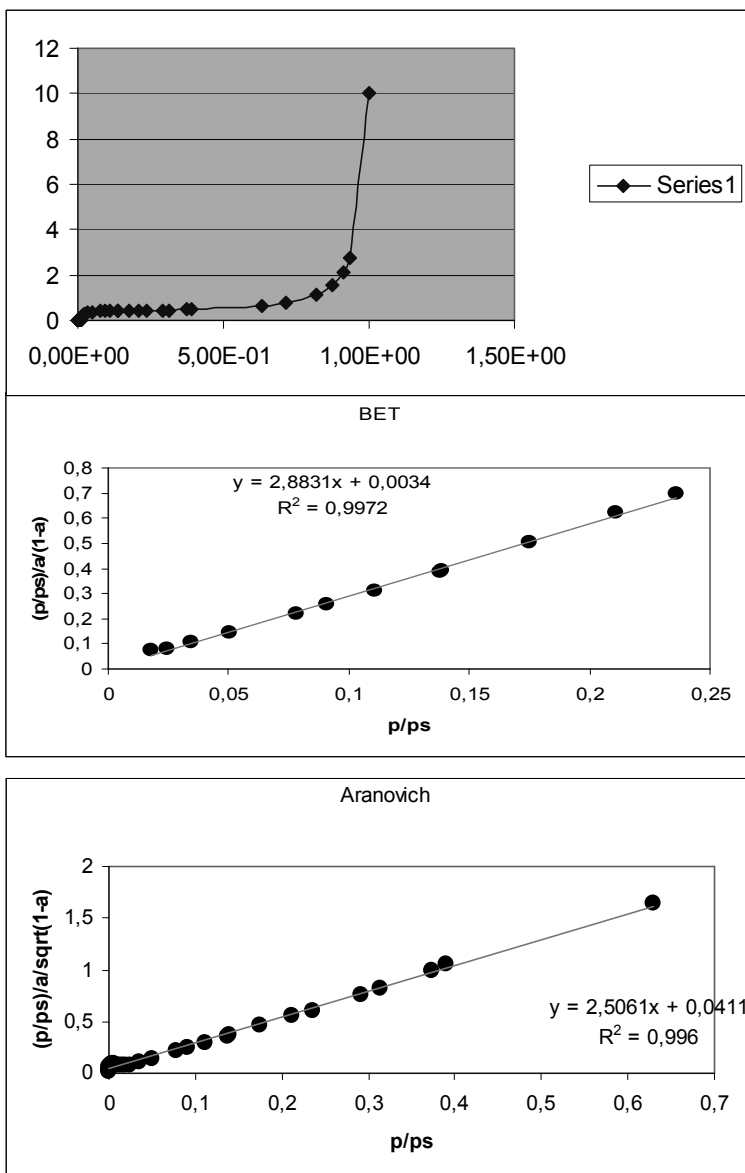 12
10
8
6
4
2
0
0,00E+00 5,00E-01 1,00E+00 1,50E+00
Series1
BET
y = 2,8831x + 0,0034
R² = 0,9972
(p/ps)/a/(1-a)
0,8
0,7
0,6
0,5
0,4
0,3
0,2
0,1
0
0 0,05 0,1 0,15 0,2 0,25
p/ps
Aranovich
(p/ps)/a/sqrt(1-a)
2
1,5
1
0,5
0
y = 2,5061x + 0,0411
R² = 0,996
0 0,1 0,2 0,3 0,4 0,5 0,6 0,7
p/ps